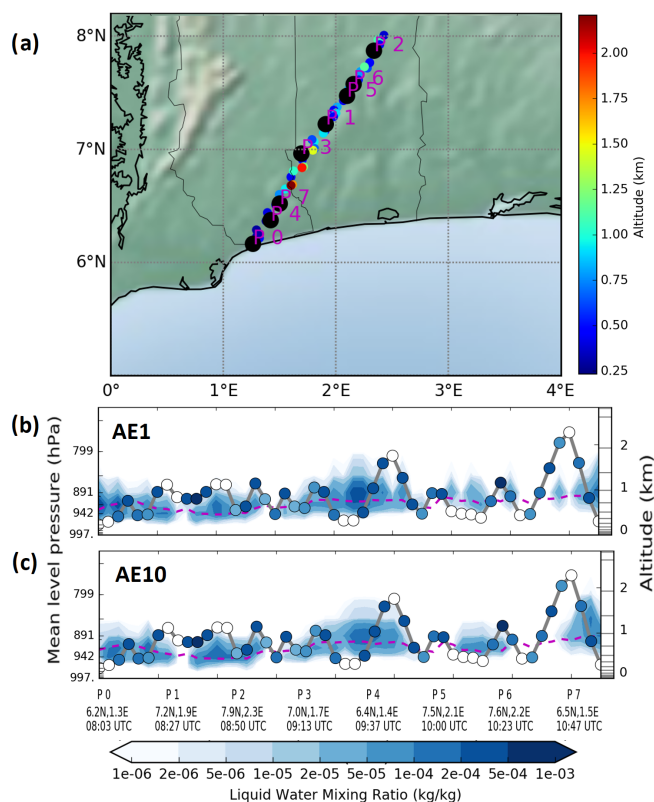 (a)
8°N
7°N
6°N
0°
1°E
2°E
3°E
4°E
P 2
P 6
P 5
P 1
P 3
P 7
P 4
P 0
2.00
1.75
1.50
1.25
1.00
0.75
0.50
0.25
Altitude (km)
(b)
AE1
Mean level pressure (hPa)
799
891
942
997.
2
1
0
Altitude (km)
(c)
AE10
799
891
942
997.
2
1
0
P 0 P 1 P 2 P 3 P 4 P 5 P 6 P 7
6.2N,1.3E 7.2N,1.9E 7.9N,2.3E 7.0N,1.7E 6.4N,1.4E 7.5N,2.1E 7.6N,2.2E 6.5N,1.5E
08:03 UTC 08:27 UTC 08:50 UTC 09:13 UTC 09:37 UTC 10:00 UTC 10:23 UTC 10:47 UTC
1e-06 2e-06 5e-06 1e-05 2e-05 5e-05 1e-04 2e-04 5e-04 1e-03
Liquid Water Mixing Ratio (kg/kg)